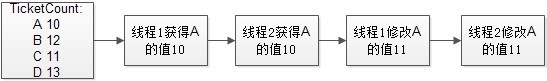 TicketCount:
A 10
B 12
C 11
D 13
线程1获得A
的值10
线程2获得A
的值10
线程1修改A
的值11
线程2修改A
的值11